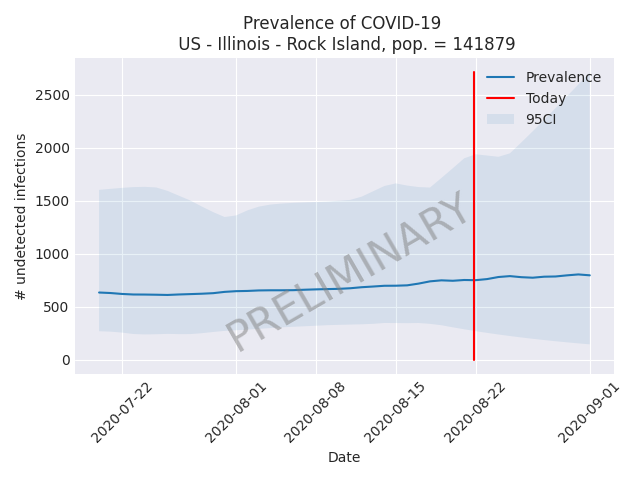 Prevalence of COVID-19
US - Illinois - Rock Island, pop. = 141879
Prevalence
Today
95CI
# undetected infections
2500
2000
1500
1000
500
0
PRELIMINARY
2020-07-22
2020-08-01
2020-08-08
2020-08-15
2020-08-22
2020-09-01
Date